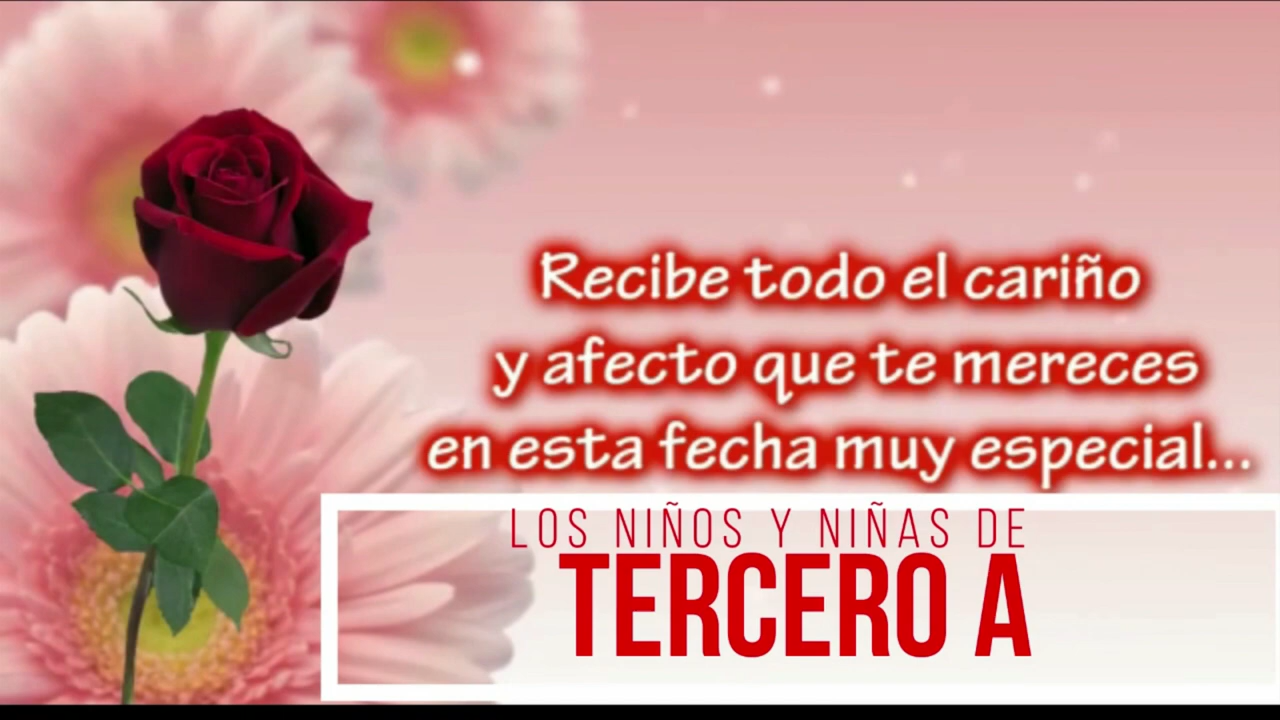 Recibe todo el cariño
y afecto que te mereces
en esta fecha muy especial...
LOS NIÑOS Y NIÑAS DE
TERCERO A